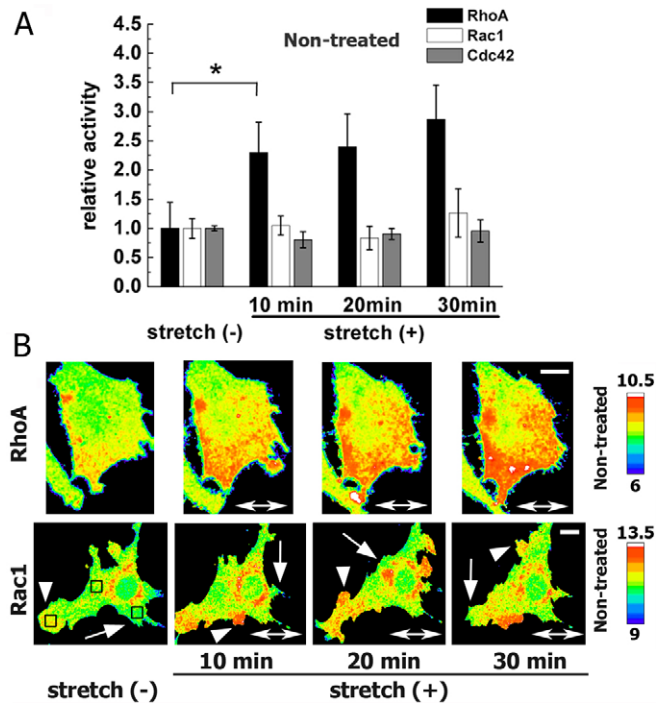 A
Non-treated
RhoA
Rac1
Cdc42
relative activity
4.5
4.0
3.5
3.0
2.5
2.0
1.5
1.0
0.5
0.0
*
10 min 20min 30min
stretch (-) stretch (+)
B
RhoA
10.5
Non-treated
6
Rac1
13.5
Non-treated
9
10 min 20 min 30 min
stretch (-) stretch (+)